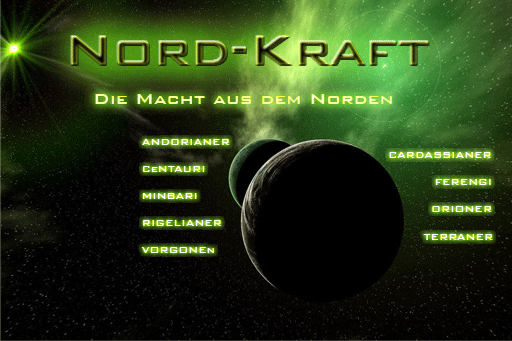 Nord-Kraft
Die Macht aus dem Norden
ANDORIANER
CeNTAURI
MINBARI
RIGELIANER
VORGONEn
CARDASSIANER
FERENGI
ORIONER
TERRANER